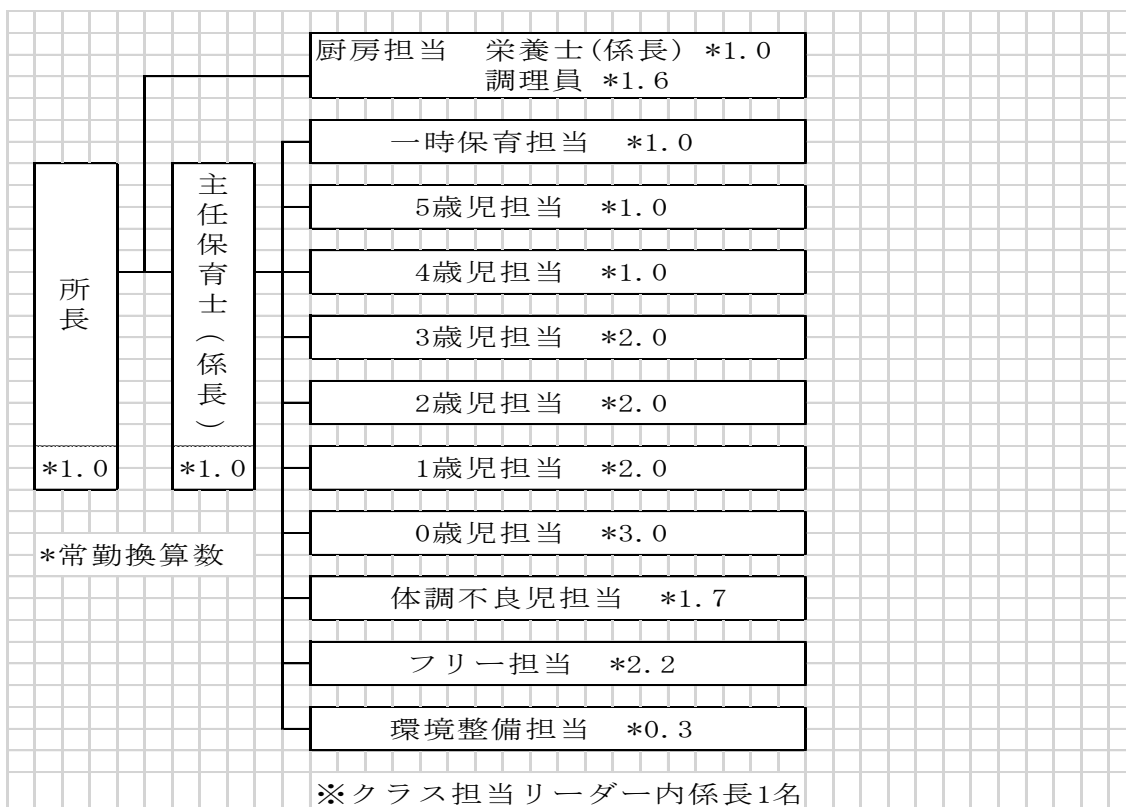 厨房担当　栄養士(係長) *1.0
調理員 *1.6
一時保育担当　*1.0
5歳児担当　*1.0
4歳児担当　*1.0
3歳児担当　*2.0
2歳児担当　*2.0
1歳児担当　*2.0
0歳児担当　*3.0
体調不良児担当　*1.7
フリー担当　*2.2
環境整備担当　*0.3
所長
*1.0
主任保育士(係長)
*1.0
*常勤換算数
※クラス担当リーダー内係長1名